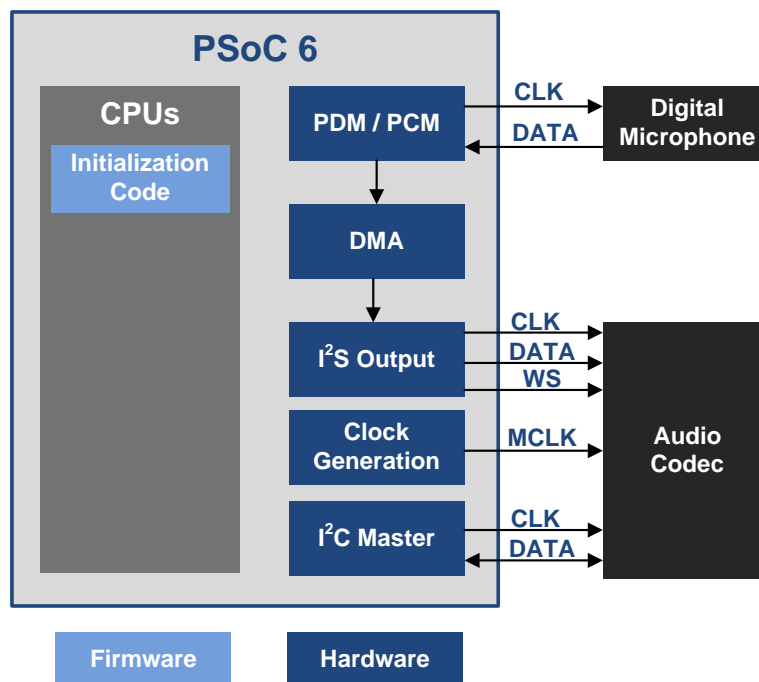 PSoC 6
CPUs
Initialization
Code
PDM / PCM
CLK
DATA
Digital
Microphone
DMA
I²S Output
CLK
DATA
WS
Clock
Generation
MCLK
Audio
Codec
I²C Master
CLK
DATA
Firmware
Hardware